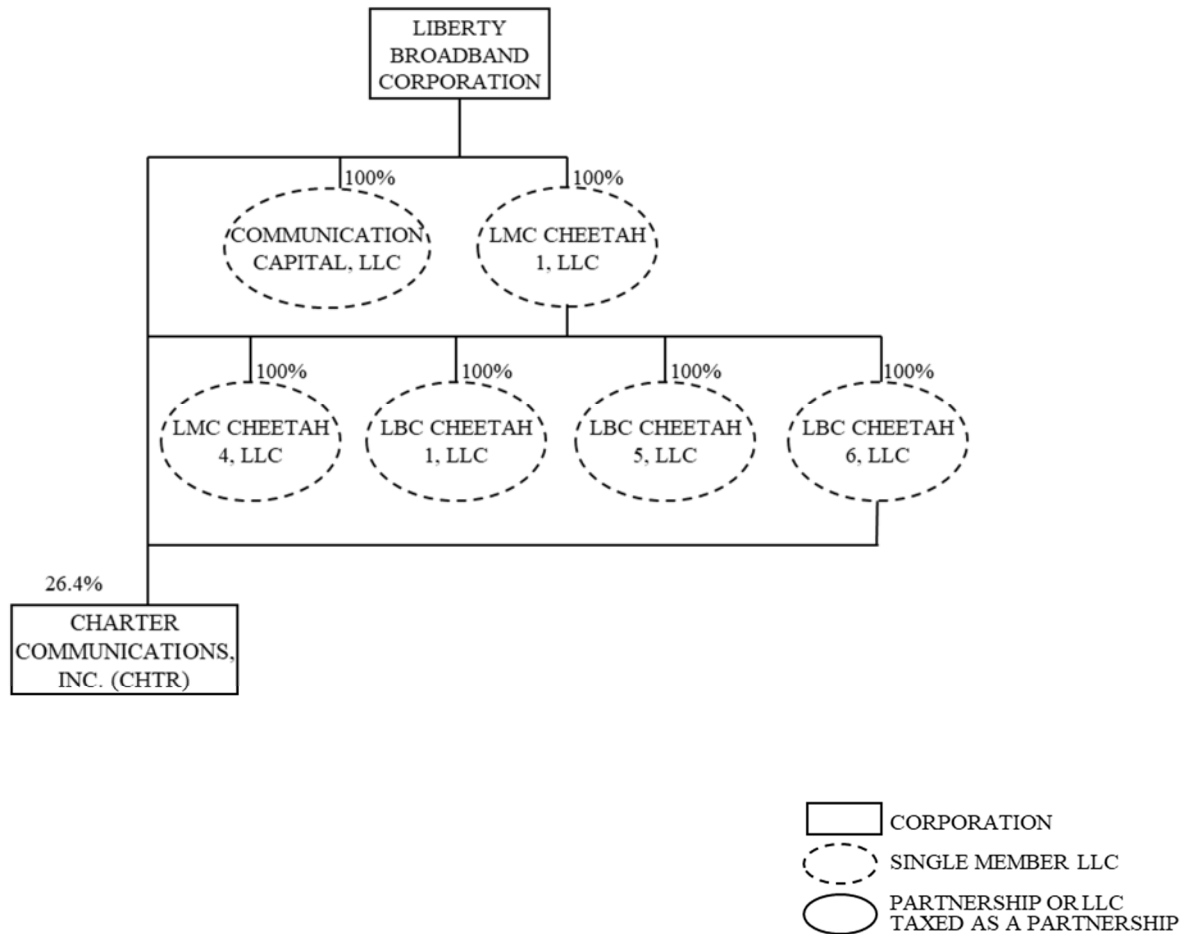 LIBERTY
BROADBAND
CORPORATION
100%
100%
COMMUNICATION
CAPITAL, LLC
LMC CHEETAH
1, LLC
100%
100%
100%
100%
LMC CHEETAH
4, LLC
LBC CHEETAH
1, LLC
LBC CHEETAH
5, LLC
LBC CHEETAH
6, LLC
26.4%
CHARTER
COMMUNICATIONS,
INC. (CHTR)
CORPORATION
SINGLE MEMBER LLC
PARTNERSHIP OR LLC
TAXED AS A PARTNERSHIP